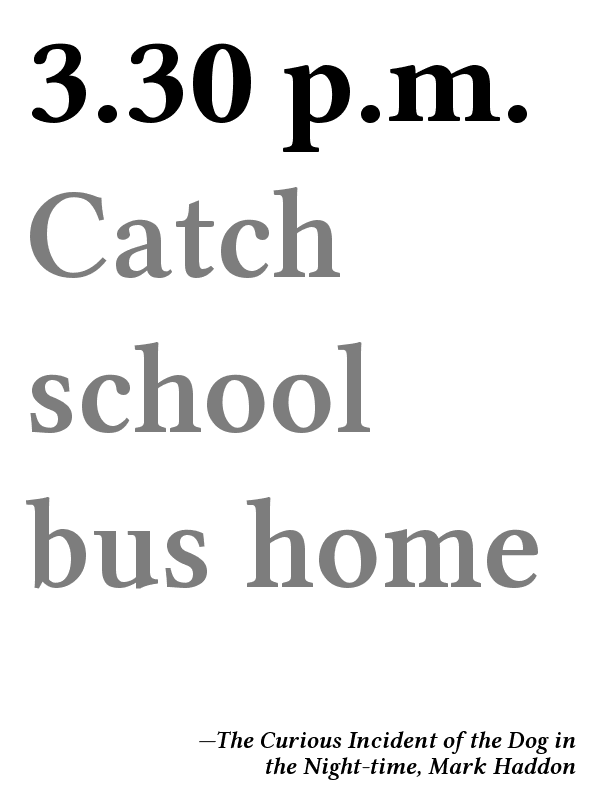 3.30 p.m.
Catch
school
bus home
—The Curious Incident of the Dog in
the Night-time, Mark Haddon